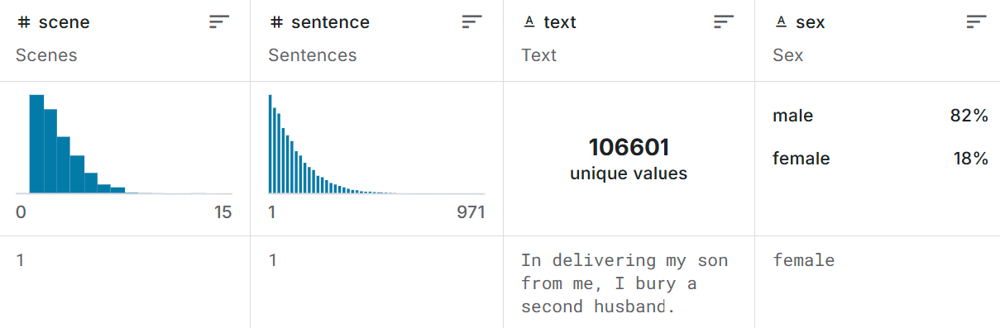 # scene
# sentence
A text
A sex
Scenes
Sentences
Text
Sex
0 15
1 971
106601
unique values
male 82%
female 18%
1
1
In delivering my son
from me, I bury a
second husband.
female